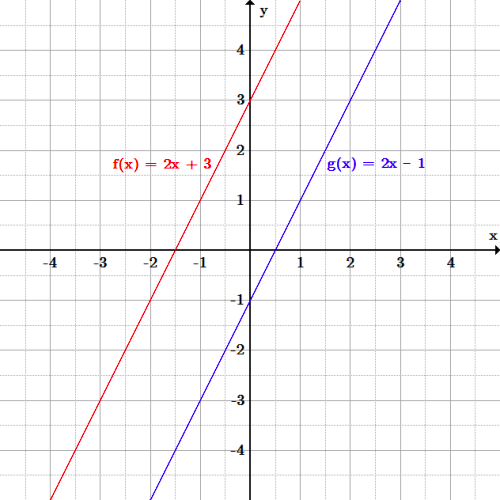 y
4
3
2
f(x) = 2x + 3
g(x) = 2x − 1
1
x
-4 -3 -2 -1 1 2 3 4
-1
-2
-3
-4